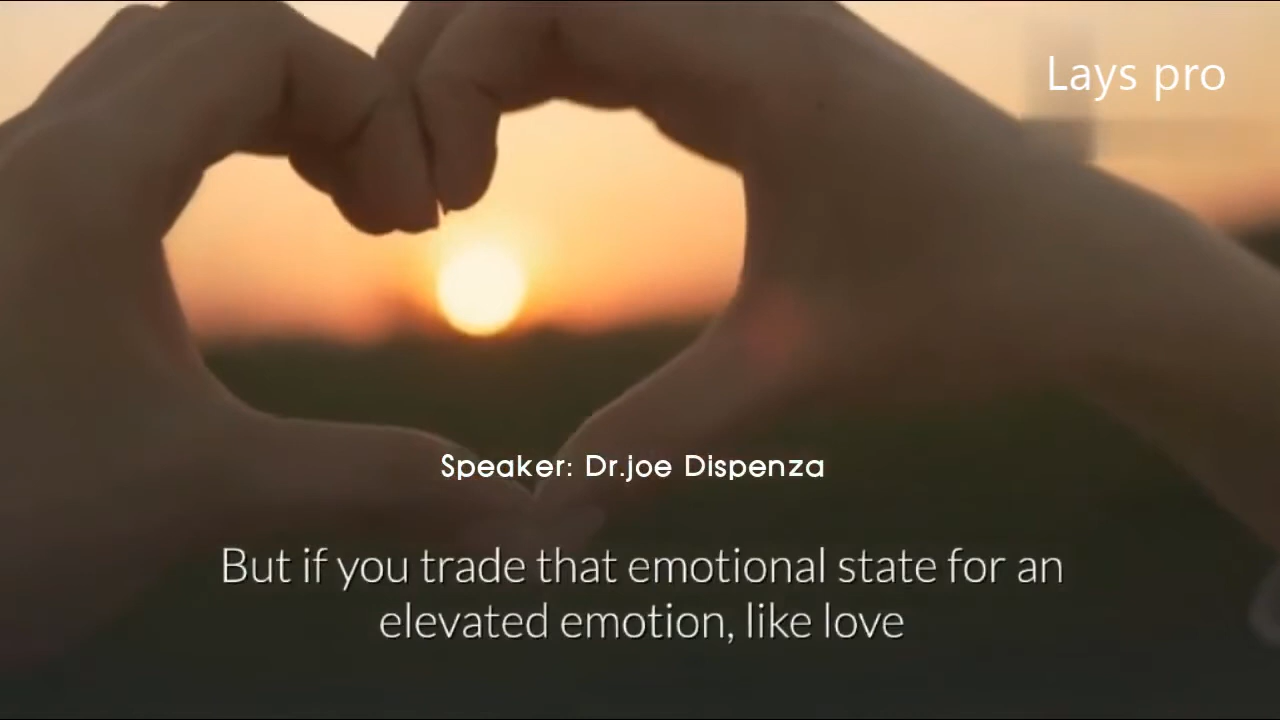 Lays pro
Speaker: Dr.joe Dispenza
But if you trade that emotional state for an
elevated emotion, like love